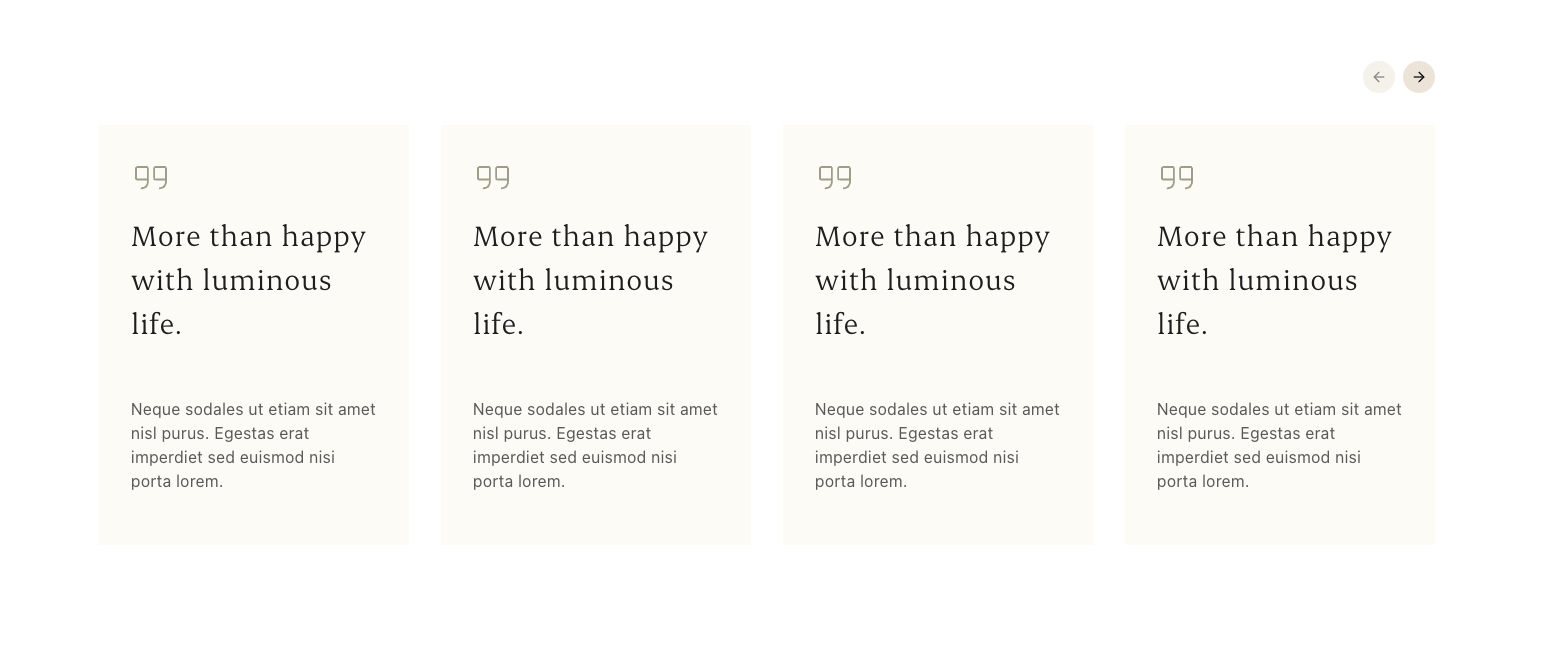 More than happy
with luminous
life.
Neque sodales ut etiam sit amet
nisl purus. Egestas erat
imperdiet sed euismod nisi
porta lorem.
More than happy
with luminous
life.
Neque sodales ut etiam sit amet
nisl purus. Egestas erat
imperdiet sed euismod nisi
porta lorem.
More than happy
with luminous
life.
Neque sodales ut etiam sit amet
nisl purus. Egestas erat
imperdiet sed euismod nisi
porta lorem.
More than happy
with luminous
life.
Neque sodales ut etiam sit amet
nisl purus. Egestas erat
imperdiet sed euismod nisi
porta lorem.